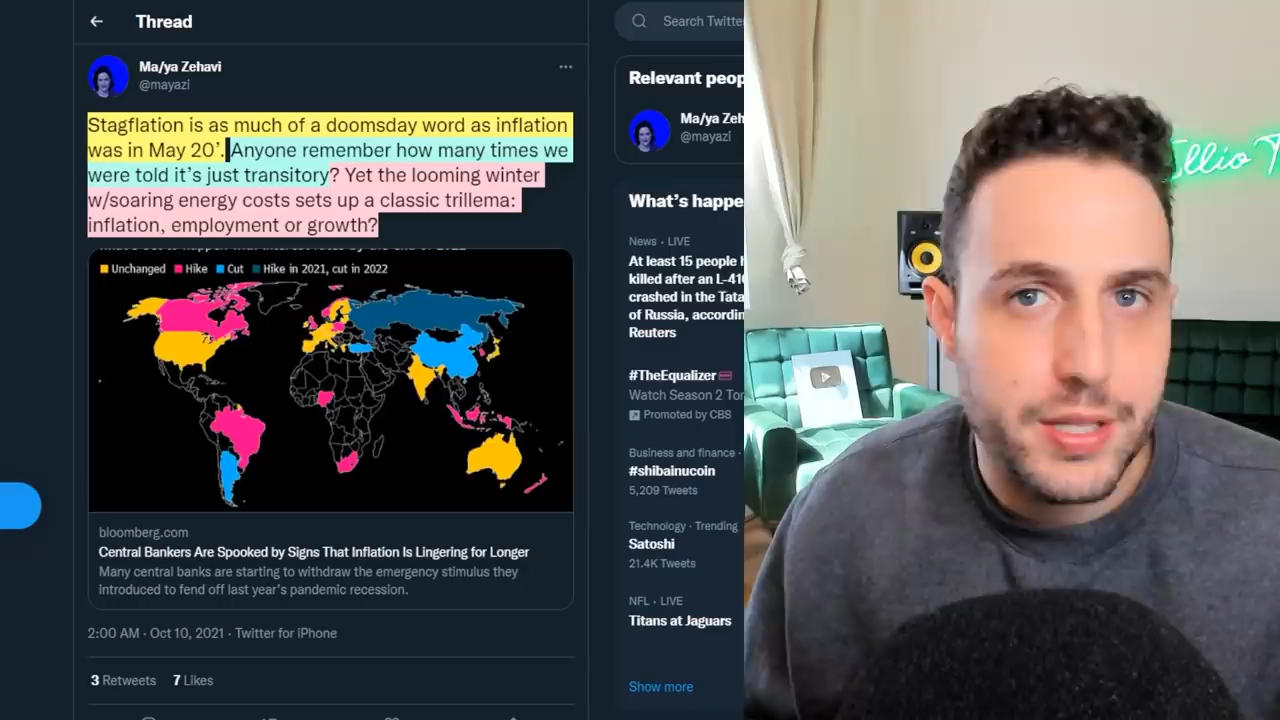 Thread
Ma/ya Zehavi
@mayazi
Stagflation is as much of a doomsday word as inflation
was in May 20'. Anyone remember how many times we
were told it's just transitory? Yet the looming winter
w/soaring energy costs sets up a classic trillema:
inflation, employment or growth?
Unchanged Hike Cut Hike in 2021, cut in 2022
bloomberg.com
Central Bankers Are Spooked by Signs That Inflation Is Lingering for Longer
Many central banks are starting to withdraw the emergency stimulus they
introduced to fend off last year's pandemic recession.
2:00 AM · Oct 10, 2021 · Twitter for iPhone
3 Retweets 7 Likes
Search Twitte
Relevant peop
Ma/ya Zeh
@mayazi
What's happe
News · LIVE
At least 15 people h
killed after an L-410
crashed in the Tata
of Russia, accordin
Reuters
#TheEqualizer
Watch Season 2 Ton
Promoted by CBS
Business and finance ·
#shibainucoin
5,209 Tweets
Technology · Trending
Satoshi
21.4K Tweets
NFL · LIVE
Titans at Jaguars
Show more
llio T